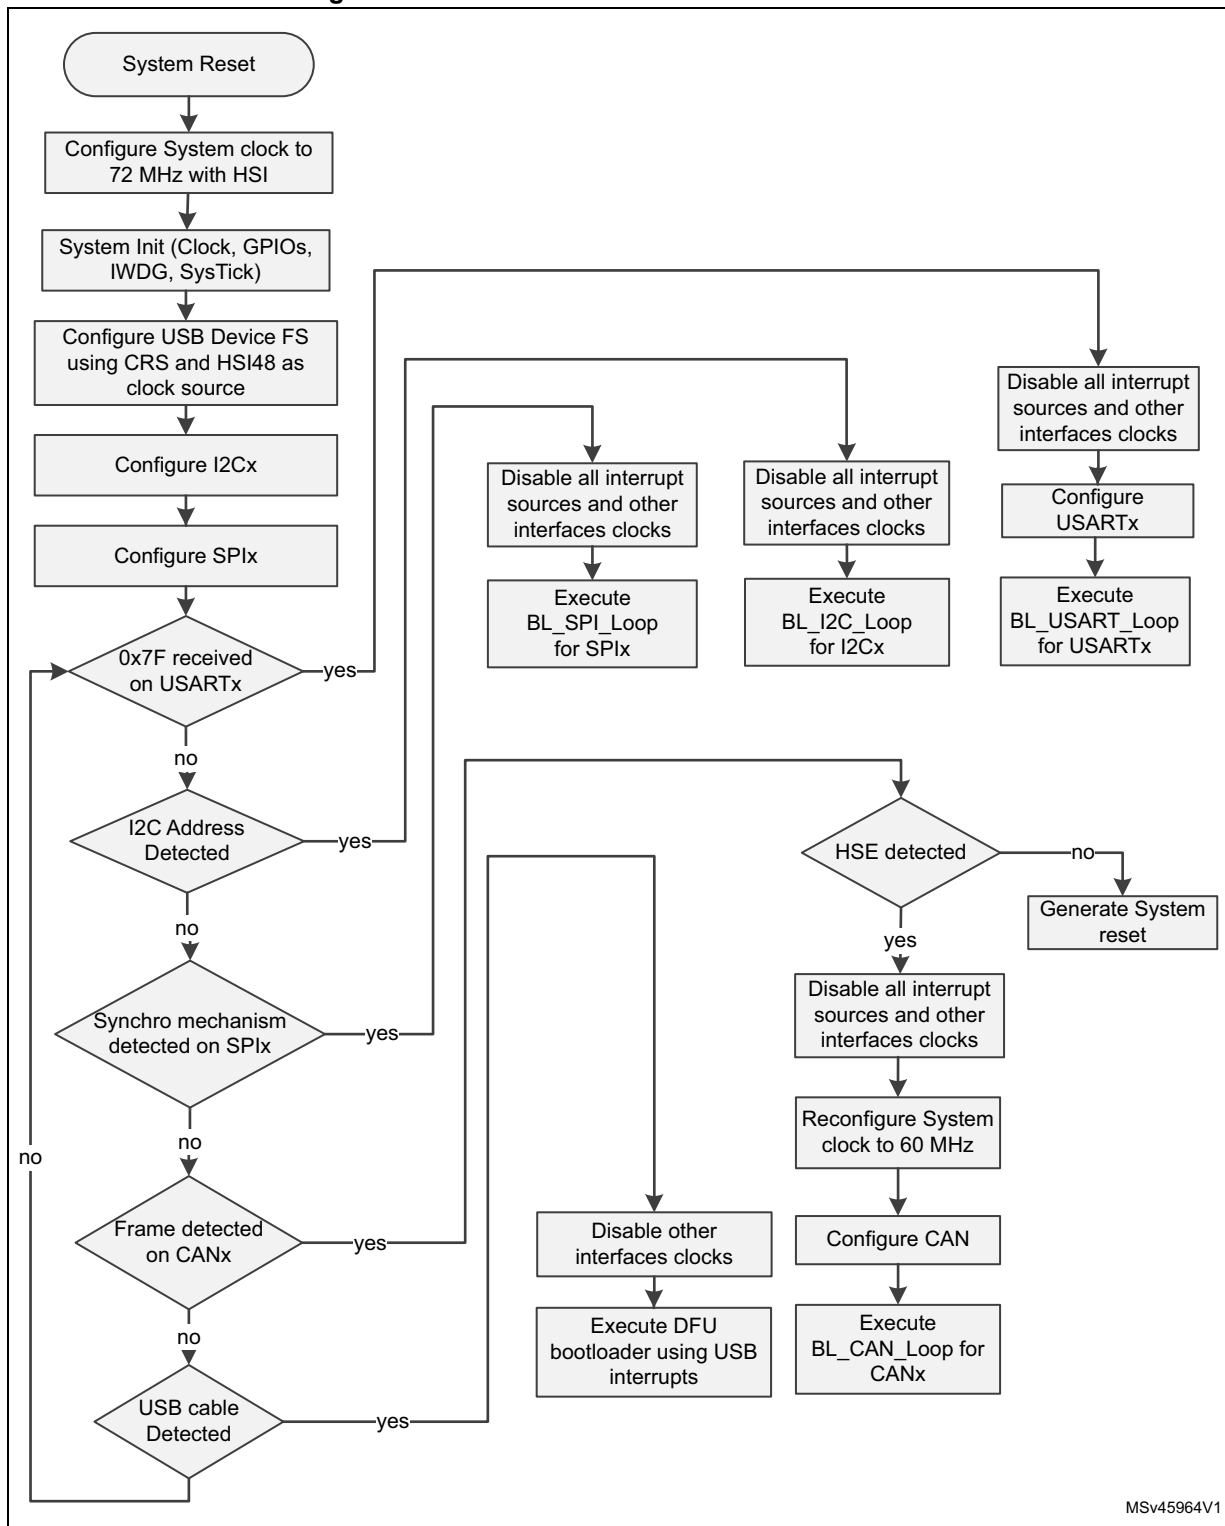 System Reset
Configure System clock to
72 MHz with HSI
System Init (Clock, GPIOs,
IWDG, SysTick)
Configure USB Device FS
using CRS and HSI48 as
clock source
Configure I2Cx
Configure SPIx
0x7F received
on USARTx
yes
no
I2C Address
Detected
yes
no
Synchro mechanism
detected on SPIx
yes
no
Frame detected
on CANx
yes
no
USB cable
Detected
yes
no
Disable all interrupt
sources and other
interfaces clocks
Execute
BL_SPI_Loop
for SPIx
Disable all interrupt
sources and other
interfaces clocks
Execute
BL_I2C_Loop
for I2Cx
Disable all interrupt
sources and other
interfaces clocks
Configure
USARTx
Execute
BL_USART_Loop
for USARTx
HSE detected
no
Generate System
reset
yes
Disable all interrupt
sources and other
interfaces clocks
Reconfigure System
clock to 60 MHz
Configure CAN
Execute
BL_CAN_Loop for
CANx
Disable other
interfaces clocks
Execute DFU
bootloader using USB
interrupts
MSv45964V1